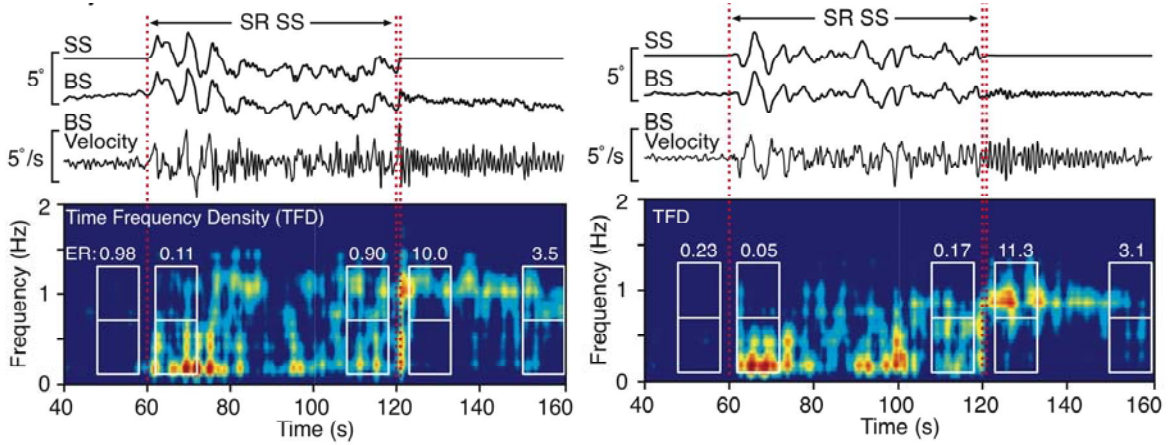 SR SS
SS
5°
BS
BS
Velocity
5°/s
2
Time Frequency Density (TFD)
ER: 0.98 0.11 0.90 10.0 3.5
1
0
Frequency (Hz)
40 60 80 100 120 140 160
Time (s)
SR SS
SS
5°
BS
BS
Velocity
5°/s
2
TFD
0.23 0.05 0.17 11.3 3.1
1
0
Frequency (Hz)
40 60 80 100 120 140 160
Time (s)